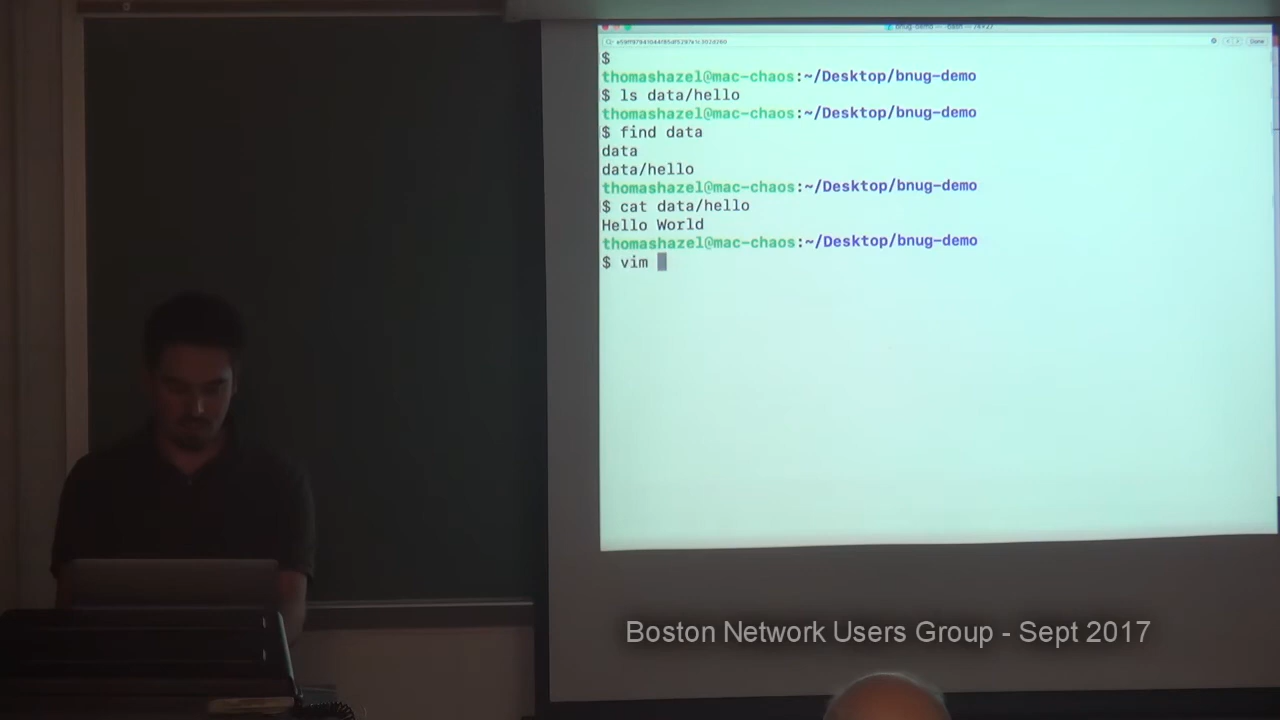 $
thomashazel@mac-chaos:~/Desktop/bnug-demo
$ ls data/hello
thomashazel@mac-chaos:~/Desktop/bnug-demo
$ find data
data
data/hello
thomashazel@mac-chaos:~/Desktop/bnug-demo
$ cat data/hello
Hello World
thomashazel@mac-chaos:~/Desktop/bnug-demo
$ vim
Boston Network Users Group - Sept 2017